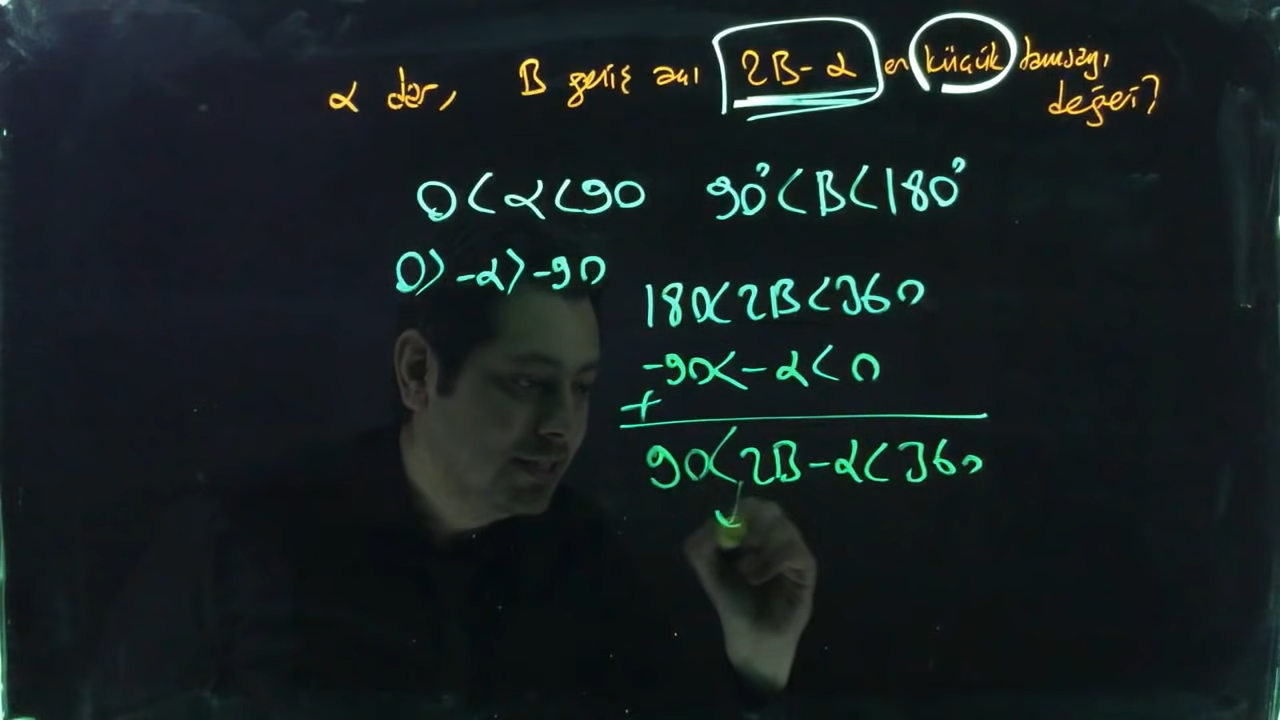 α dar, B geniş açı 2B-α en küçük tamsayı
değeri?
0<α<90 90°<B<180°
0>-α>-90
180<2B<360
-90<-α<0
+
90<2B-α<360